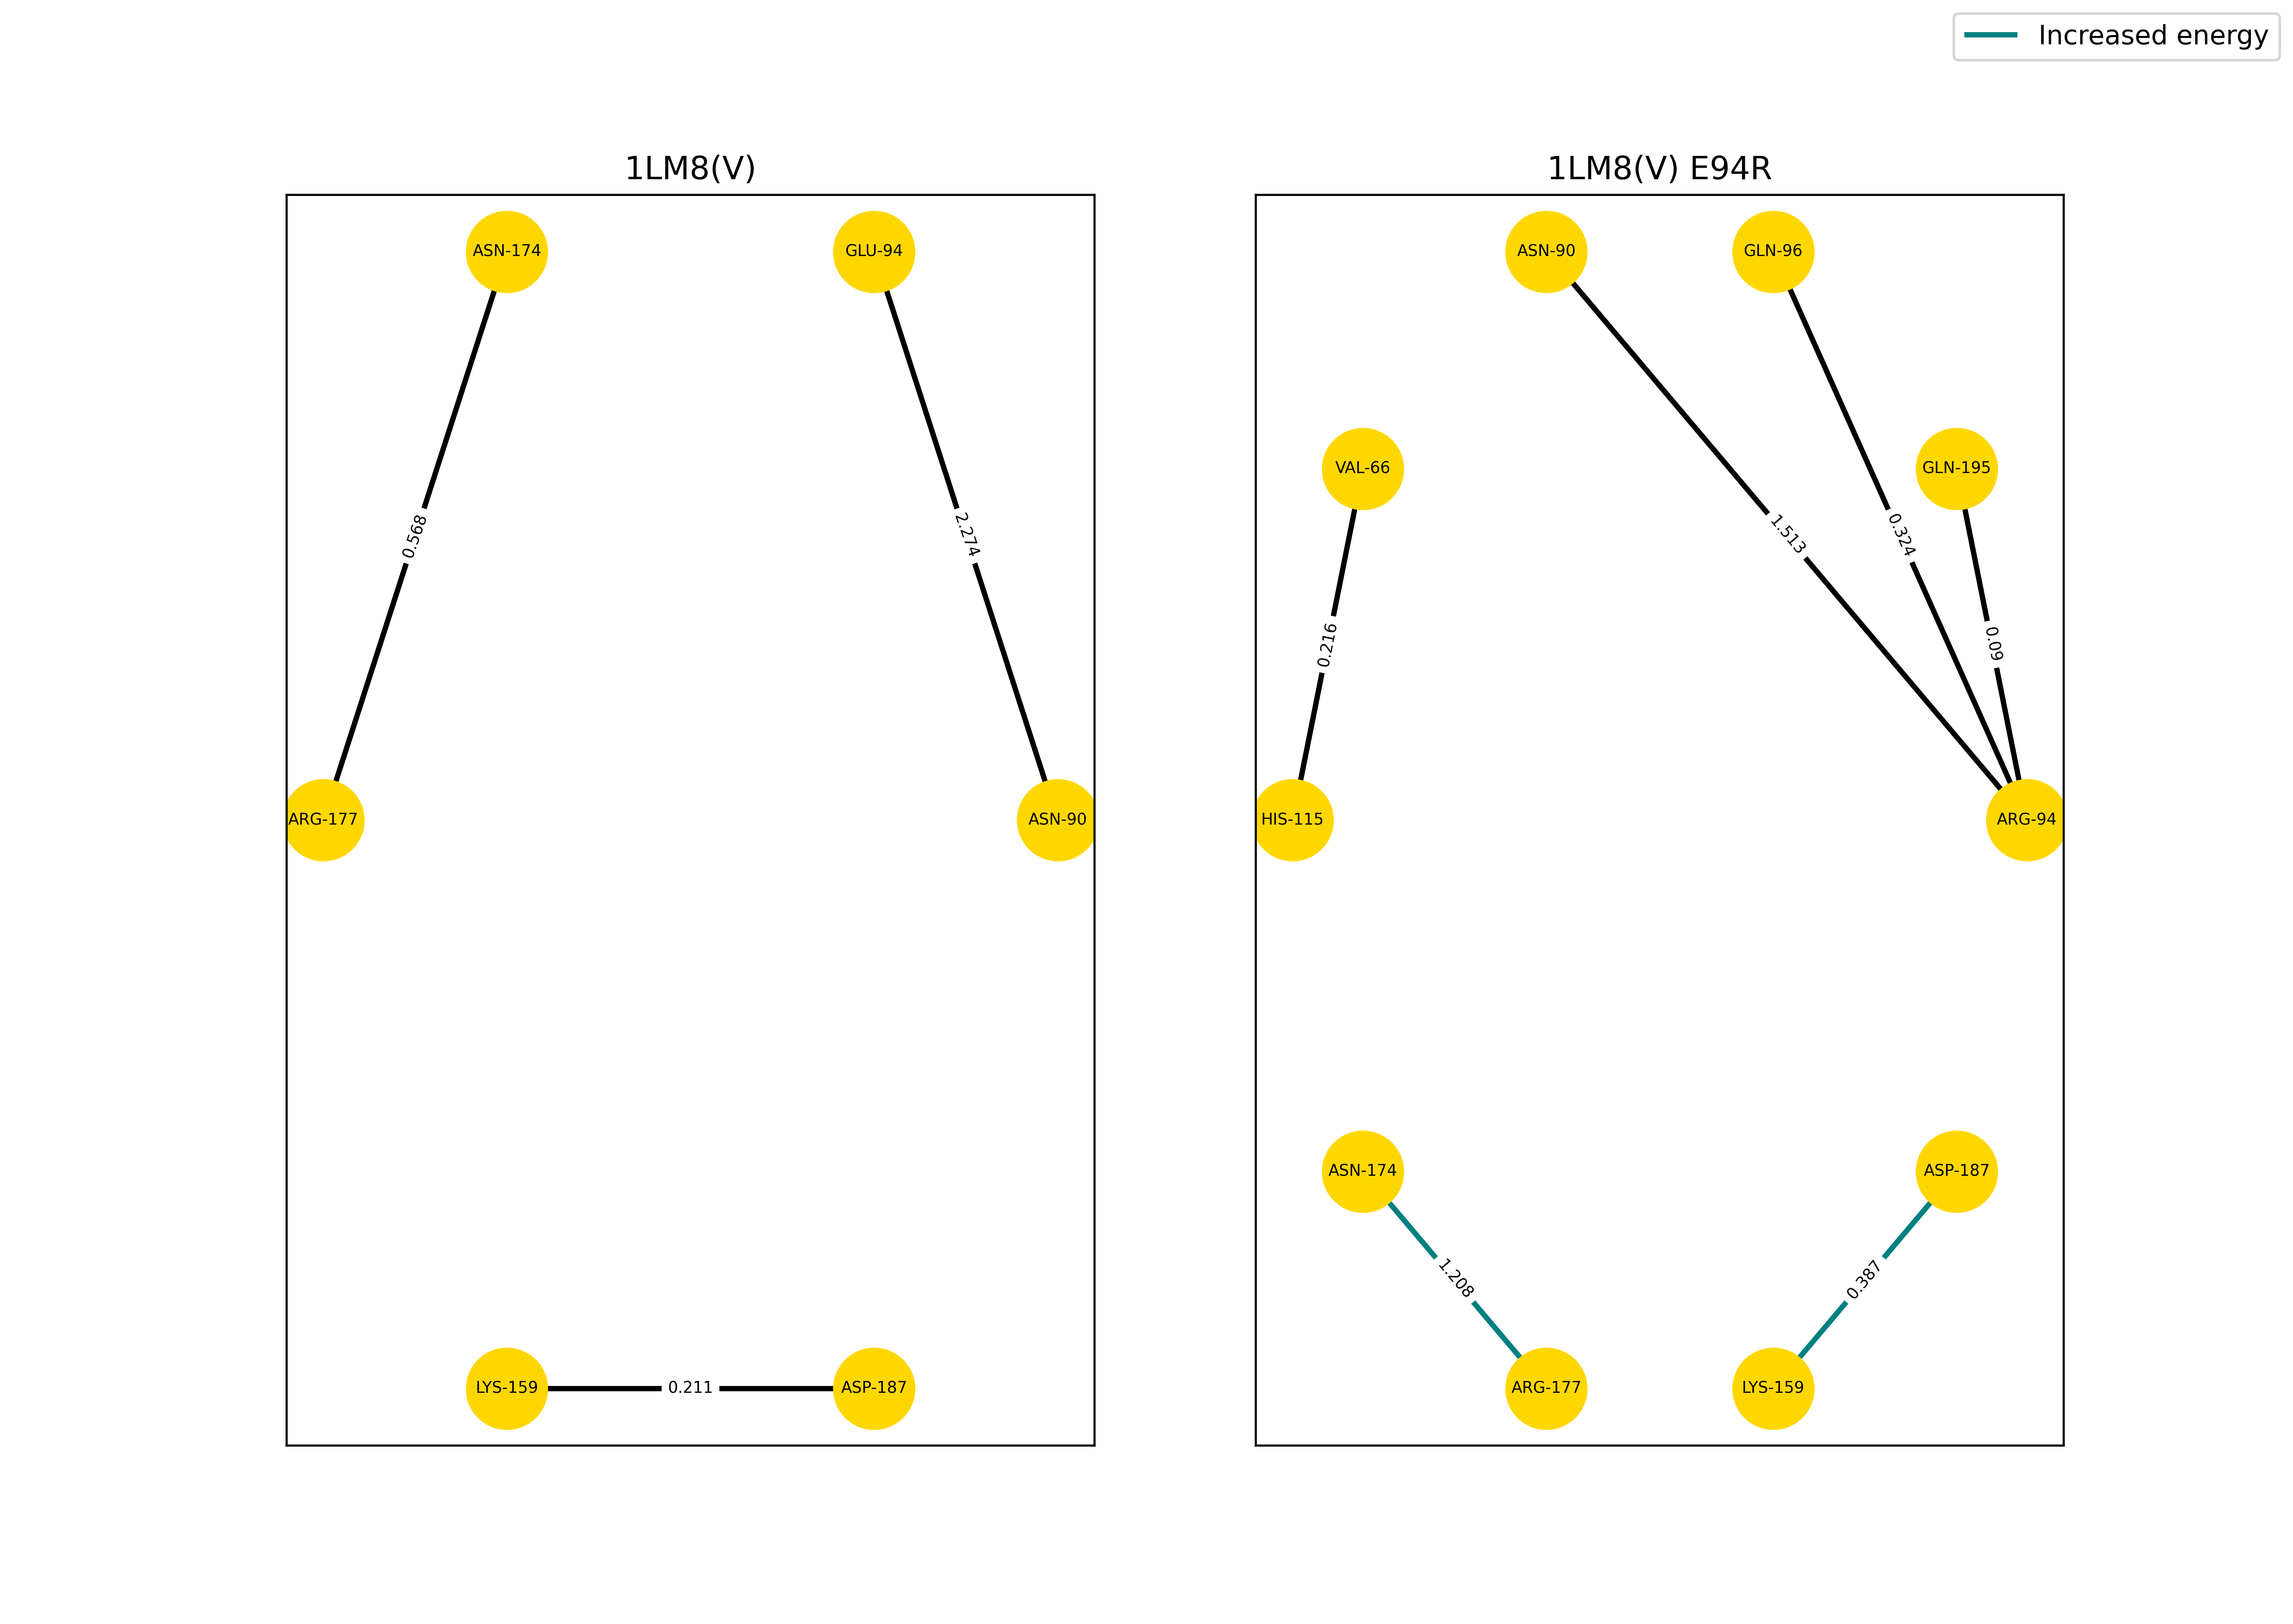 Increased energy
1LM8(V)
ASN-174
GLU-94
0.568
2.274
ARG-177
ASN-90
LYS-159
0.211
ASP-187
1LM8(V) E94R
ASN-90
GLN-96
VAL-66
GLN-195
1.513
0.324
0.216
0.09
HIS-115
ARG-94
ASN-174
ASP-187
1.208
0.387
ARG-177
LYS-159